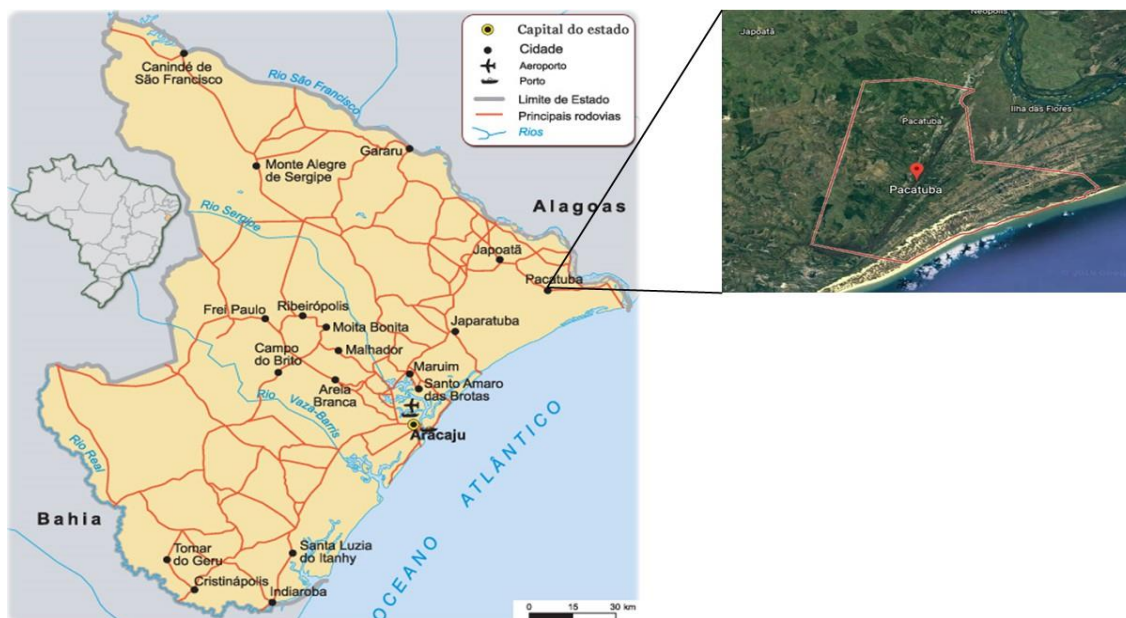 Capital do estado
Cidade
Aeroporto
Porto
Limite de Estado
Principais rodovias
Rios
Canindé de
São Francisco
Rio São Francisco
Monte Alegre
de Sergipe
Gararu
Rio Sergipe
Alagoas
Japoatã
Pacatuba
Frei Paulo
Ribeirópolis
Moita Bonita
Japaratuba
Campo
do Brito
Malhador
Maruim
Areia
Branca
Santo Amaro
das Brotas
Rio Vaza-Barris
Aracaju
Rio Real
Bahia
OCEANO ATLÂNTICO
Tomar
do Geru
Santa Luzia
do Itanhy
Cristinápolis
Indiaroba
0 15 30 km
Japoatã
Neópolis
Ilha das Flores
Pacatuba
Pacatuba